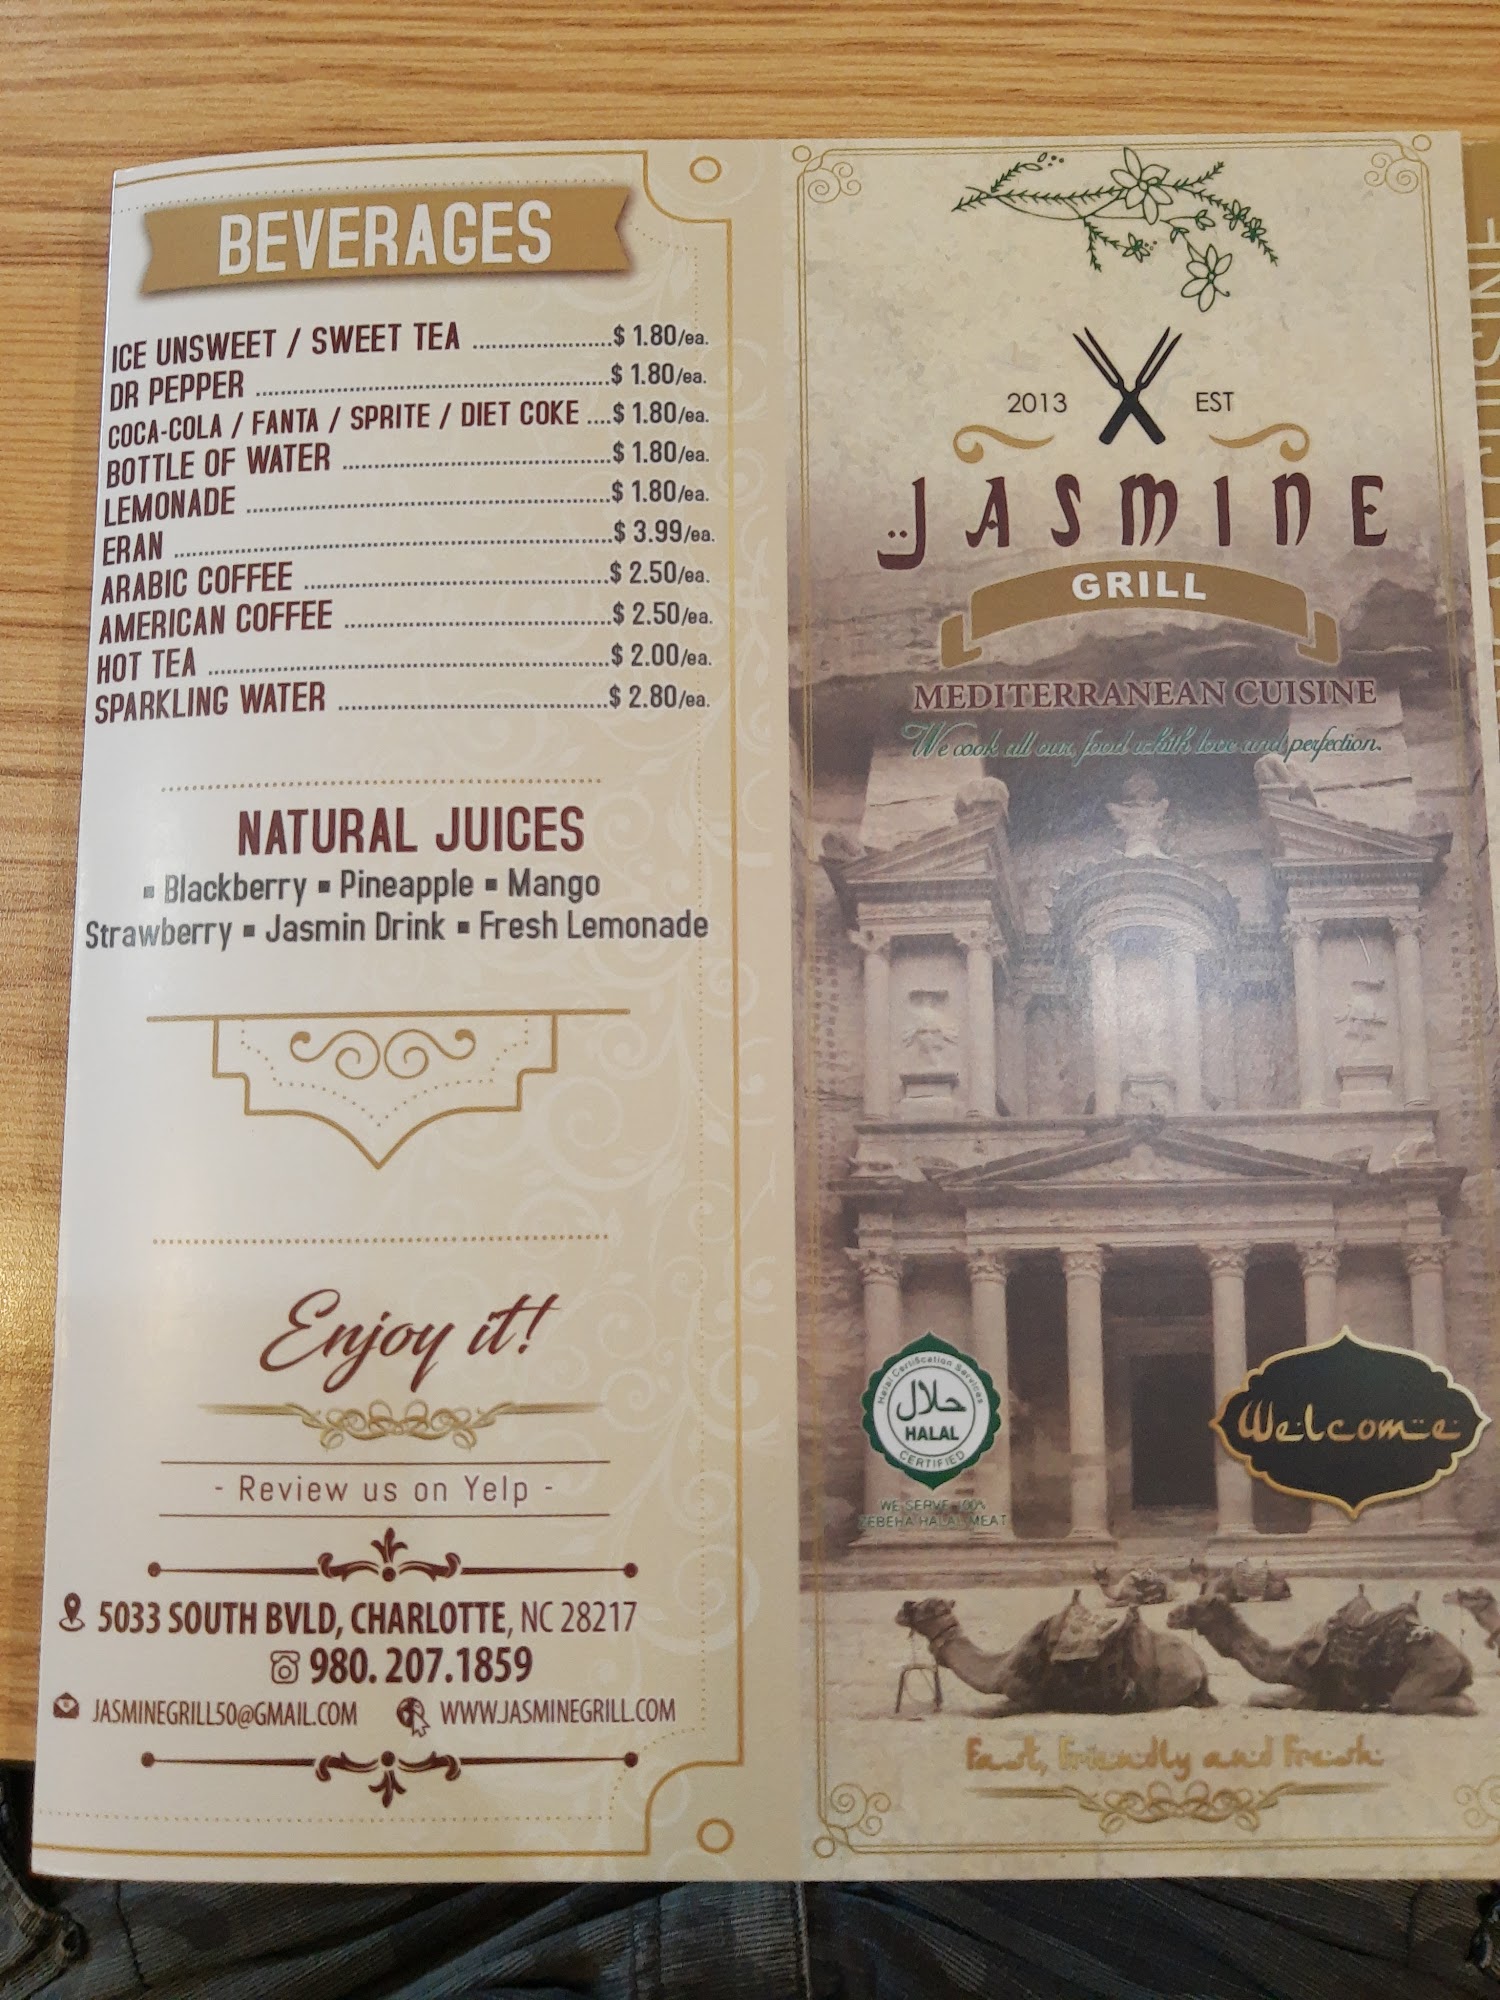 BEVERAGES
ICE UNSWEET / SWEET TEA ......................$ 1.80/ea.
DR PEPPER ......................$ 1.80/ea.
COCA-COLA / FANTA / SPRITE / DIET COKE ....$ 1.80/ea.
BOTTLE OF WATER ......................$ 1.80/ea.
LEMONADE ......................$ 1.80/ea.
ERAN ......................$ 3.99/ea.
ARABIC COFFEE ......................$ 2.50/ea.
AMERICAN COFFEE ......................$ 2.50/ea.
HOT TEA ......................$ 2.00/ea.
SPARKLING WATER ......................$ 2.80/ea.
NATURAL JUICES
▪ Blackberry ▪ Pineapple ▪ Mango
Strawberry ▪ Jasmin Drink ▪ Fresh Lemonade
Enjoy it!
- Review us on Yelp -
5033 SOUTH BVLD, CHARLOTTE, NC 28217
980. 207.1859
JASMINEGRILL50@GMAIL.COM WWW.JASMINEGRILL.COM
2013 EST
JASMINE
GRILL
MEDITERRANEAN CUISINE
We cook all our food whith love and perfection.
Halal Certification Services
حلال
HALAL
CERTIFIED
WE SERVE 100%
ZEBEHA HALAL MEAT
Welcome
Fast, Friendly and Fresh